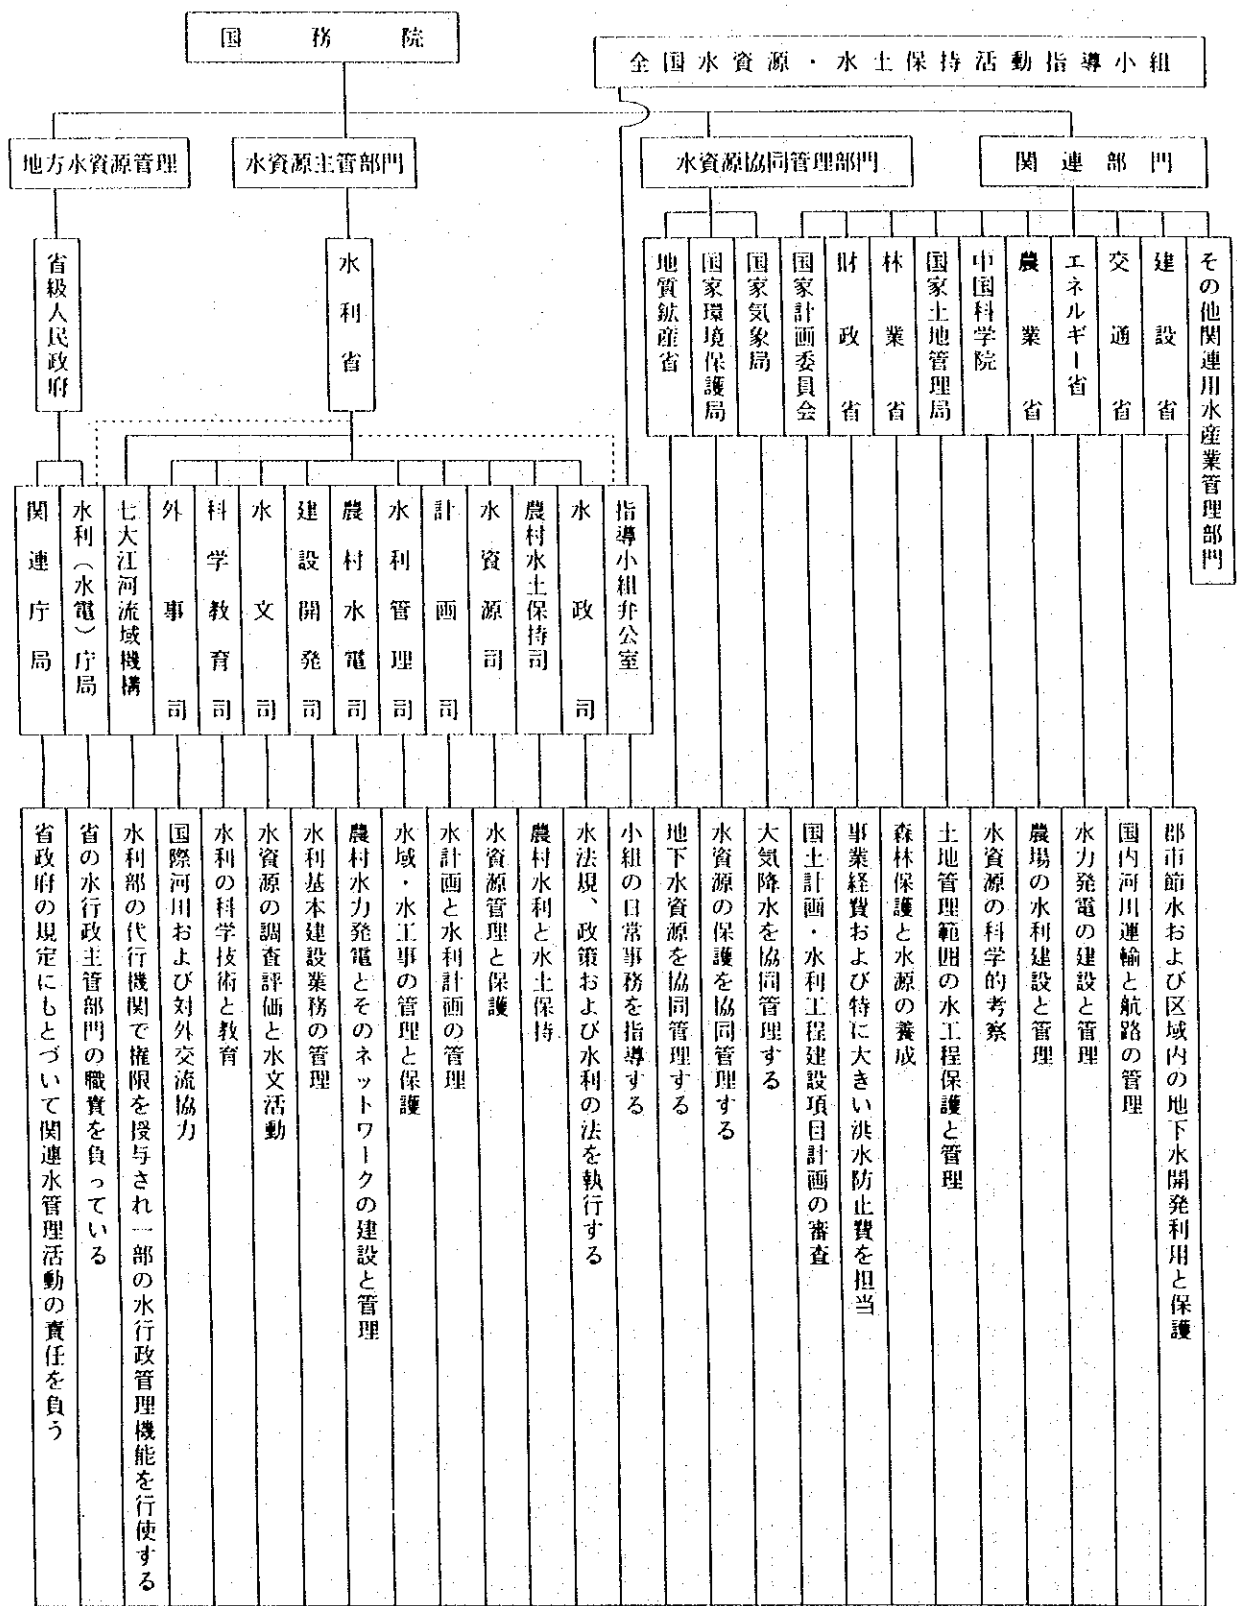 国務院
全国水資源・水土保持活動指導小組
地方水資源管理
水資源主管部門
水資源協同管理部門
関連部門
省級人民政府
水利省
地質鉱産省
国家環境保護局
国家気象局
国家計画委員会
財政省
林業省
国家土地管理局
中国科学院
農業省
エネルギー省
交通省
建設省
その他関連用水産業管理部門
関連庁局
水利(水電)庁局
七大江河流域機構
外事司
科学教育司
水文司
建設開発司
農村水電司
水利管理司
計画司
水資源司
農村水土保持司
水政司
指導小組弁公室
省政府の規定にもとづいて関連水管理活動の責任を負う
省の水行政主管部門の職責を負っている
水利部の代行機関で権限を授与され一部の水行政管理機能を行使する
国際河川および対外交流協力
水利の科学技術と教育
水資源の調査評価と水文活動
水利基本建設業務の管理
農村水力発電とそのネットワークの建設と管理
水域・水工事の管理と保護
水計画と水利計画の管理
水資源管理と保護
農村水利と水土保持
水法規、政策および水利の法を執行する
小組の日常事務を指導する
地下水資源を協同管理する
水資源の保護を協同管理する
大気降水を協同管理する
国土計画・水利工程建設項目計画の審査
事業経費および特に大きい洪水防止費を担当
森林保護と水源の養成
土地管理範囲の水工程保護と管理
水資源の科学的考察
農場の水利建設と管理
水力発電の建設と管理
国内河川運輸と航路の管理
郡市節水および区域内の地下水開発利用と保護